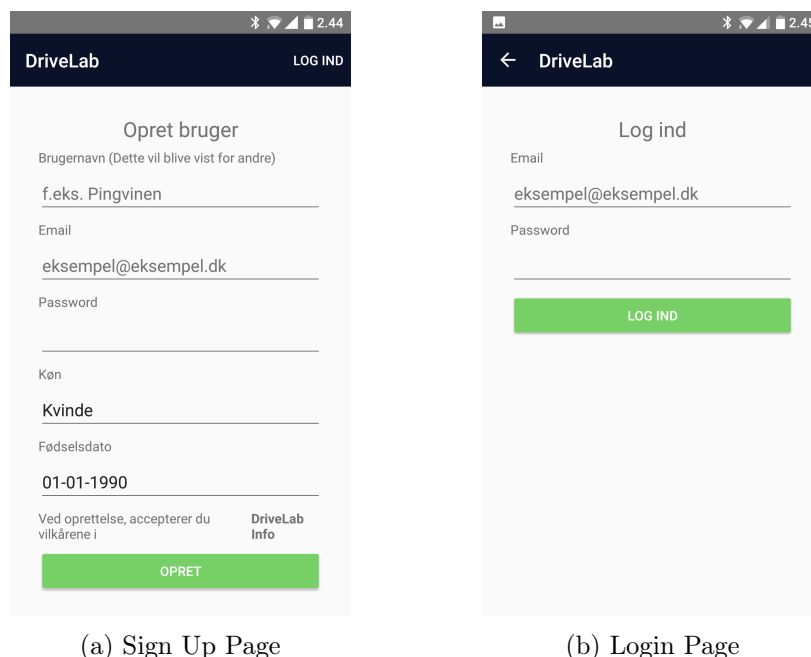 2.44
DriveLab LOG IND
Opret bruger
Brugernavn (Dette vil blive vist for andre)
f.eks. Pingvinen
Email
eksempel@eksempel.dk
Password
Køn
Kvinde
Fødselsdato
01-01-1990
Ved oprettelse, accepterer du
vilkårene i
DriveLab
Info
OPRET
(a) Sign Up Page
2.45
DriveLab
Log ind
Email
eksempel@eksempel.dk
Password
LOG IND
(b) Login Page